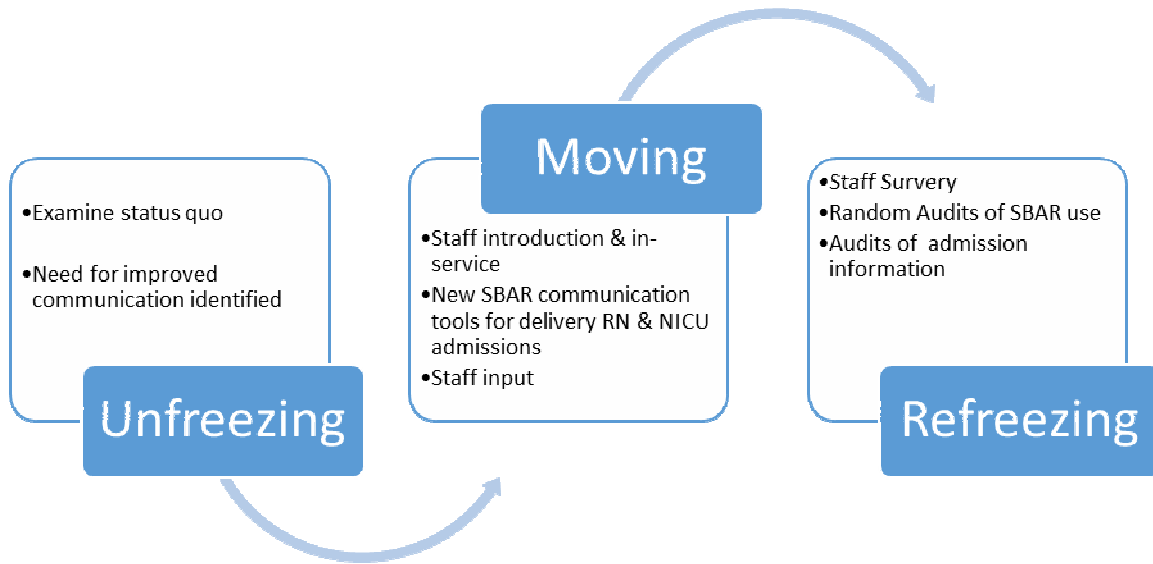 •Examine status quo
•Need for improved
communication identified
Unfreezing
Moving
•Staff introduction & in-
service
•New SBAR communication
tools for delivery RN & NICU
admissions
•Staff input
•Staff Survery
•Random Audits of SBAR use
•Audits of admission
information
Refreezing